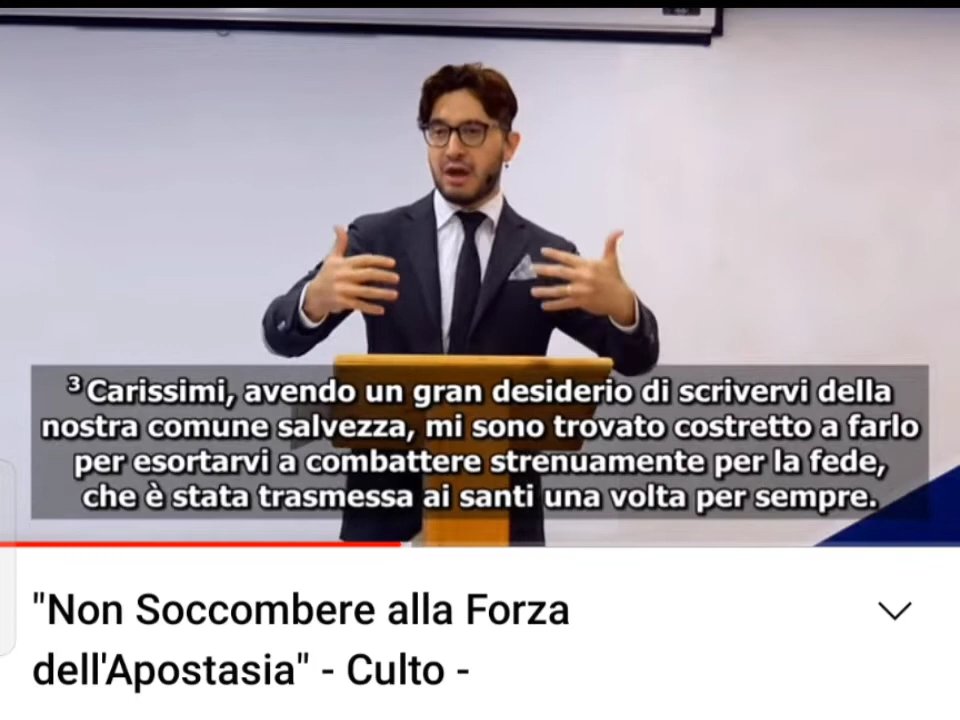 ³ Carissimi, avendo un gran desiderio di scrivervi della
nostra comune salvezza, mi sono trovato costretto a farlo
per esortarvi a combattere strenuamente per la fede,
che è stata trasmessa ai santi una volta per sempre.
"Non Soccombere alla Forza
dell'Apostasia" - Culto -